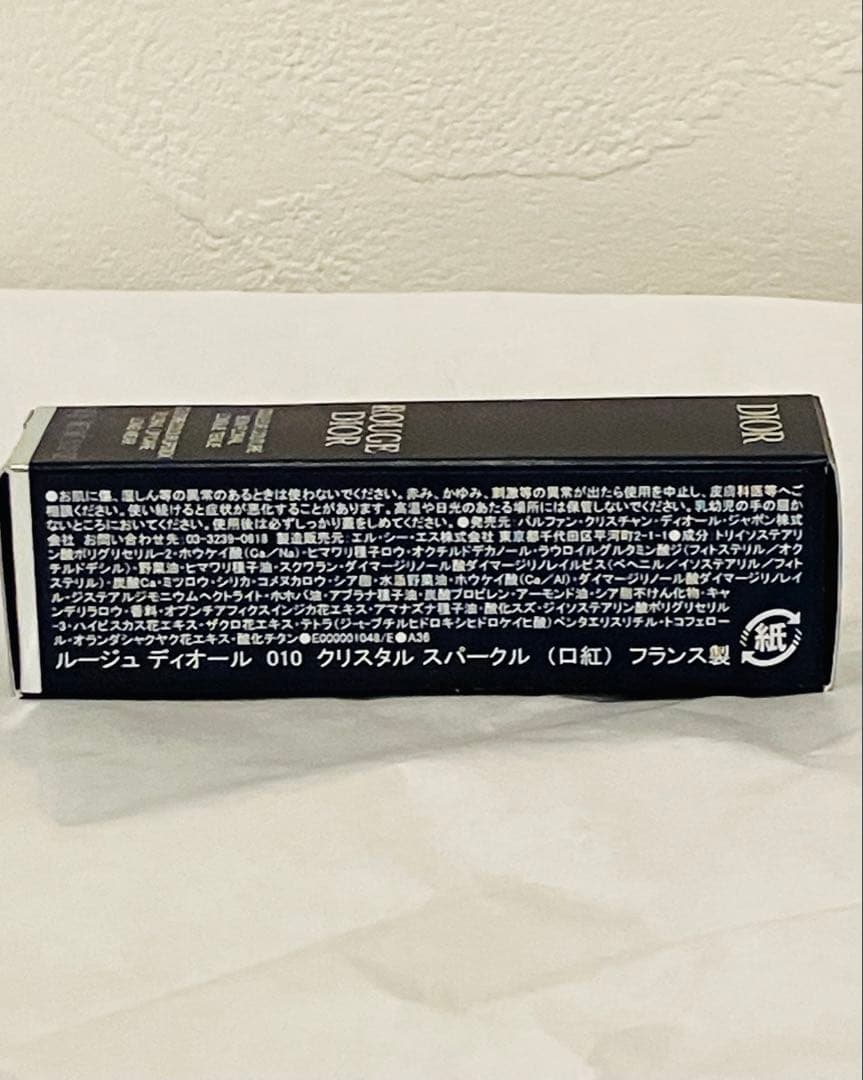 DIOR
ROUGE
DIOR
●お肌に傷、湿しん等の異常のあるときは使わないでください。赤み、かゆみ、刺激等の異常が出たら使用を中止し、皮膚科医等へご
相談ください。使い続けると症状が悪化することがあります。高温や日光のあたる場所には保管しないでください。乳幼児の手の届か
ないところにおいてください。使用後は必ずしっかり蓋をしめてください。●発売元 パルファン・クリスチャン・ディオール・ジャポン株式
会社 お問い合わせ先 03-3239-0618 製造販売元 エル・シー・エス株式会社 東京都千代田区平河町2-1-1●成分 トリイソステアリ
ン酸ポリグリセリル-2・ホウケイ酸(Ca/Na)・ヒマワリ種子ロウ・オクチルドデカノール・ラウロイルグルタミン酸ジ(フィトステリル/オク
チルドデシル)・野菜油・ヒマワリ種子油・スクワラン・ダイマージリノール酸ダイマージリノレイルビス(ベヘニル/イソステアリル/フィト
ステリル)・炭酸Ca・ミツロウ・シリカ・コメヌカロウ・シア脂・水添野菜油・ホウケイ酸(Ca/Al)・ダイマージリノール酸ダイマージリノレイ
ル・ジステアルジモニウムヘクトライト・ホホバ油・アブラナ種子油・炭酸プロピレン・アーモンド油・シア脂不けん化物・キャ
ンデリラロウ・香料・オプンチアフィクスインジカ花エキス・アマナズナ種子油・酸化スズ・ジイソステアリン酸ポリグリセリル
-3・ハイビスカス花エキス・ザクロ花エキス・テトラ(ジ-t-ブチルヒドロキシヒドロケイヒ酸)ペンタエリスリチル・トコフェロー
ル・オランダシャクヤク花エキス・酸化チタン●E000001048/E●A36
ルージュ ディオール 010 クリスタル スパークル (口紅) フランス製
紙